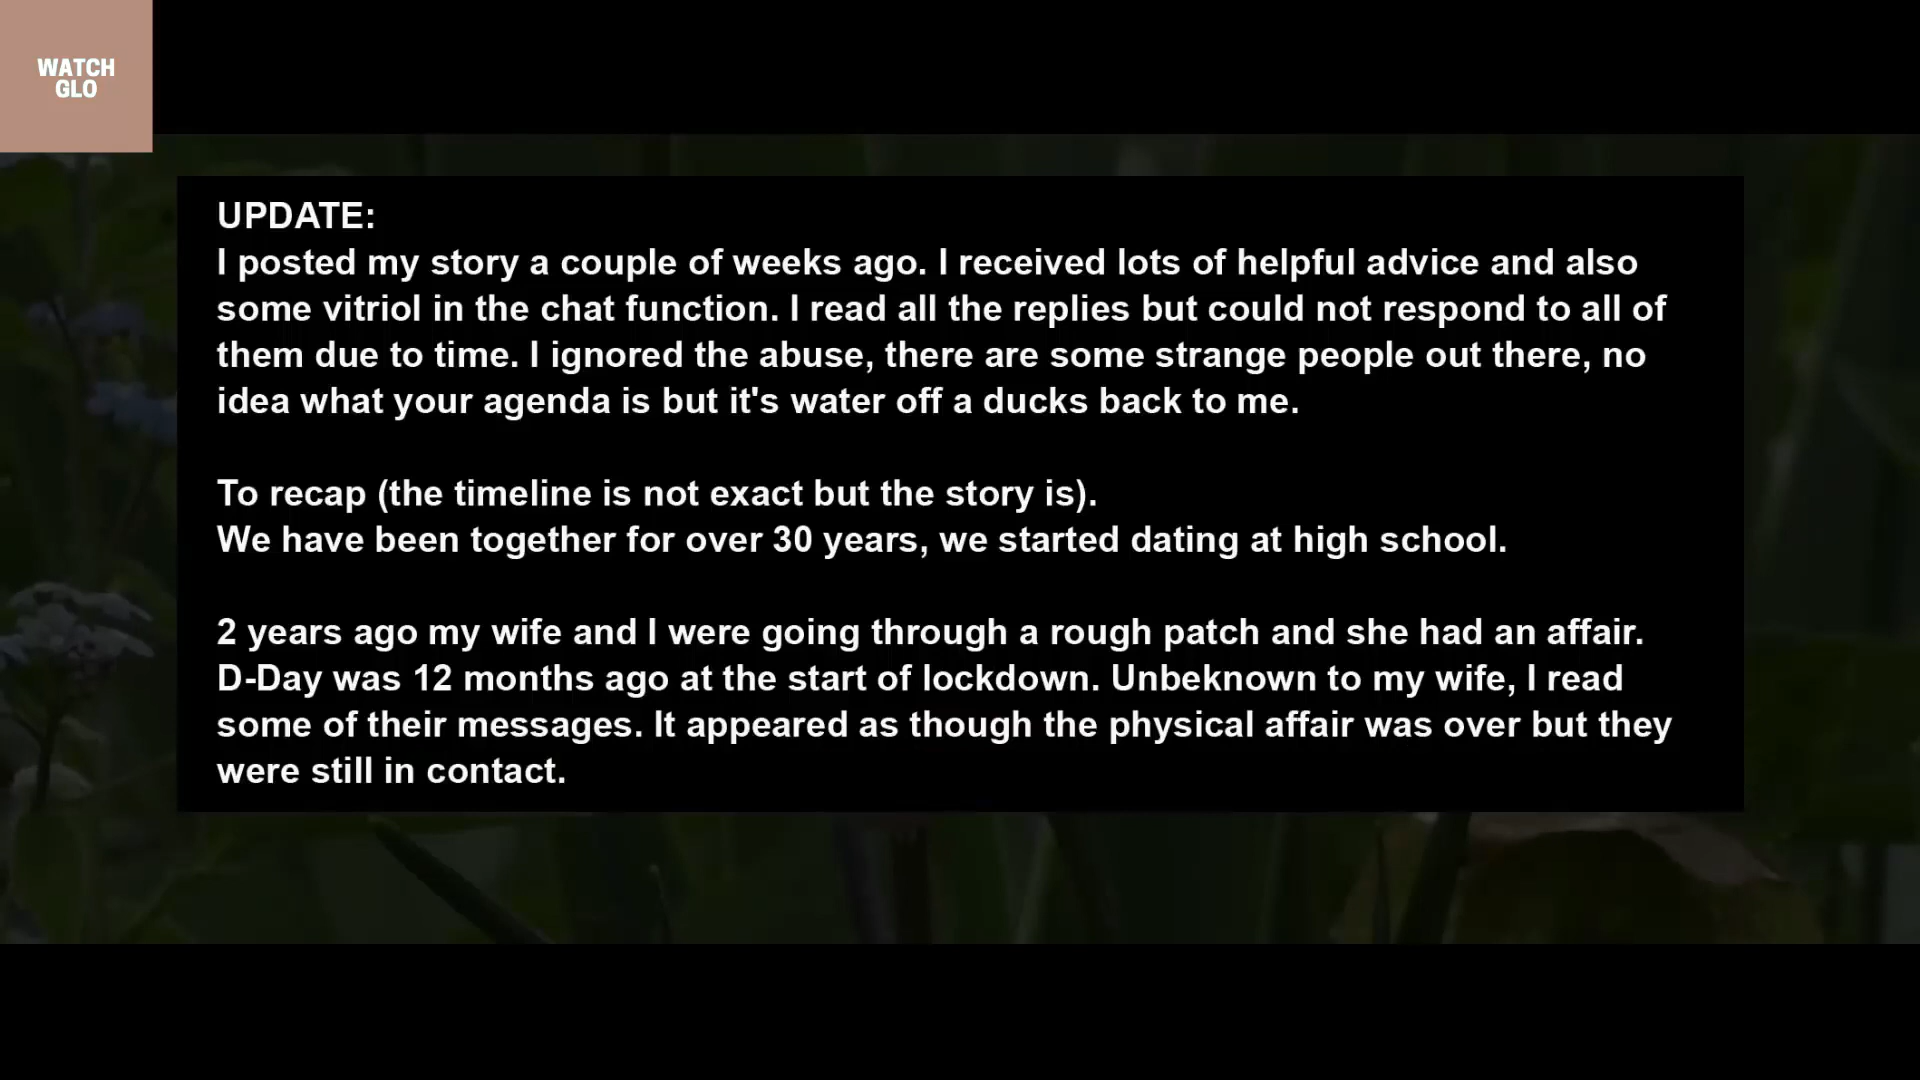 WATCH
GLO
UPDATE:
I posted my story a couple of weeks ago. I received lots of helpful advice and also
some vitriol in the chat function. I read all the replies but could not respond to all of
them due to time. I ignored the abuse, there are some strange people out there, no
idea what your agenda is but it's water off a ducks back to me.
To recap (the timeline is not exact but the story is).
We have been together for over 30 years, we started dating at high school.
2 years ago my wife and I were going through a rough patch and she had an affair.
D-Day was 12 months ago at the start of lockdown. Unbeknown to my wife, I read
some of their messages. It appeared as though the physical affair was over but they
were still in contact.